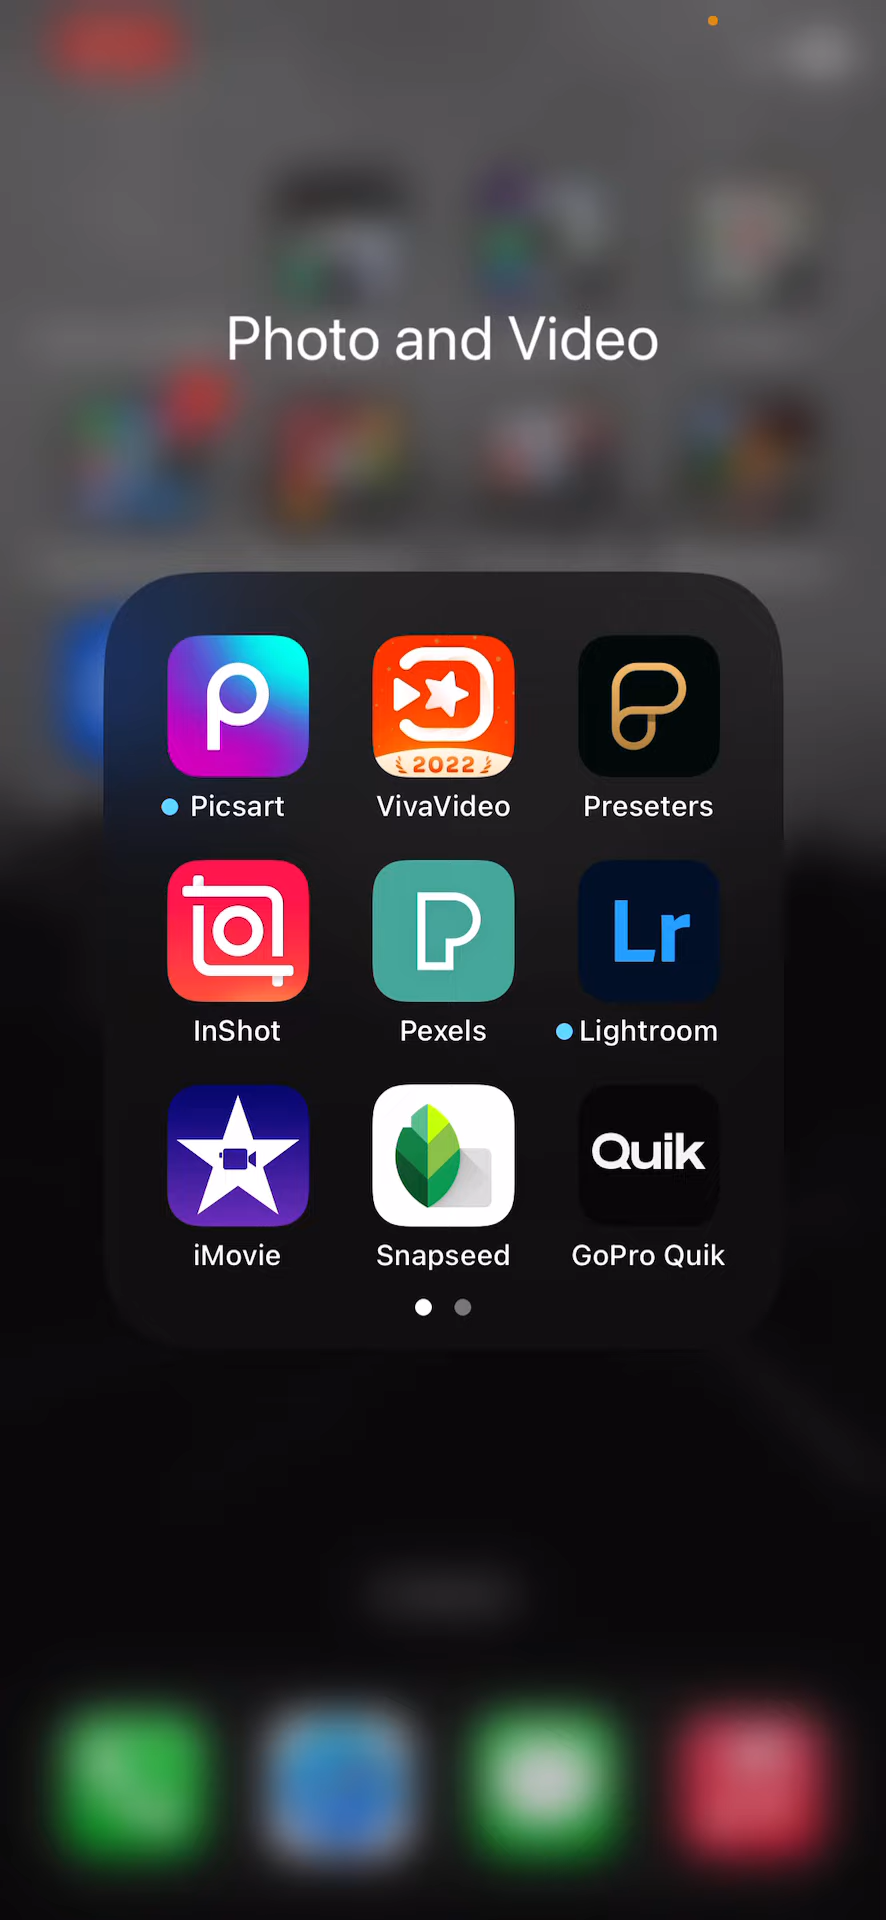 Photo and Video
2022
Picsart
VivaVideo
Preseters
Lr
InShot
Pexels
Lightroom
Quik
iMovie
Snapseed
GoPro Quik